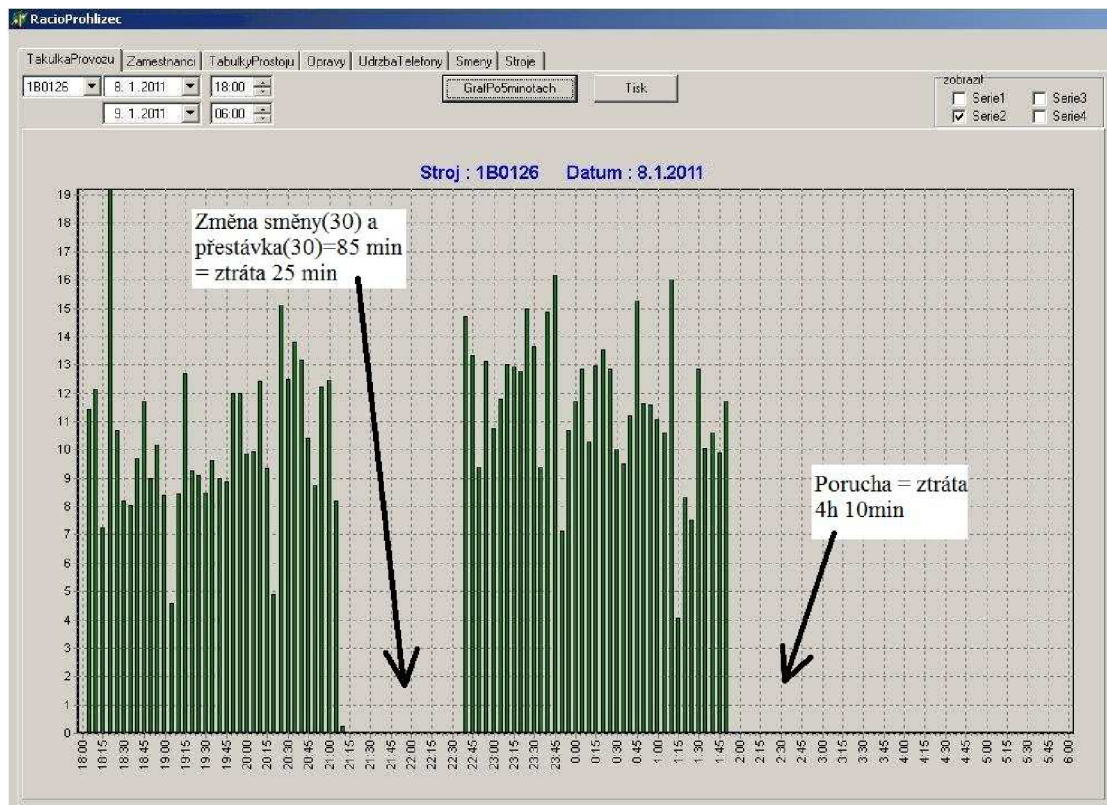 RacioProhlizec
TakulkaProvozu Zamestnanci TabulkyProstoju Opravy UdrzbaTelefony Smeny Stroje
1B0126 8. 1.2011 18:00 GrafPo5minotach Tisk zobrazit
Serie1 Serie3
9. 1.2011 06:00 Serie2 Serie4
Stroj : 1B0126 Datum : 8.1.2011
19
18
17
16
15
14
13
12
11
10
9
8
7
6
5
4
3
2
1
0
Změna směny(30) a
přestávka(30)=85 min
= ztráta 25 min
Porucha = ztráta
4h 10min
18:00 18:15 18:30 18:45 19:00 19:15 19:30 19:45 20:00 20:15 20:30 20:45 21:00 21:15 21:30 21:45 22:00 22:15 22:30 22:45 23:00 23:15 23:30 23:45 0:00 0:15 0:30 0:45 1:00 1:15 1:30 1:45 2:00 2:15 2:30 2:45 3:00 3:15 3:30 3:45 4:00 4:15 4:30 4:45 5:00 5:15 5:30 5:45 6:00